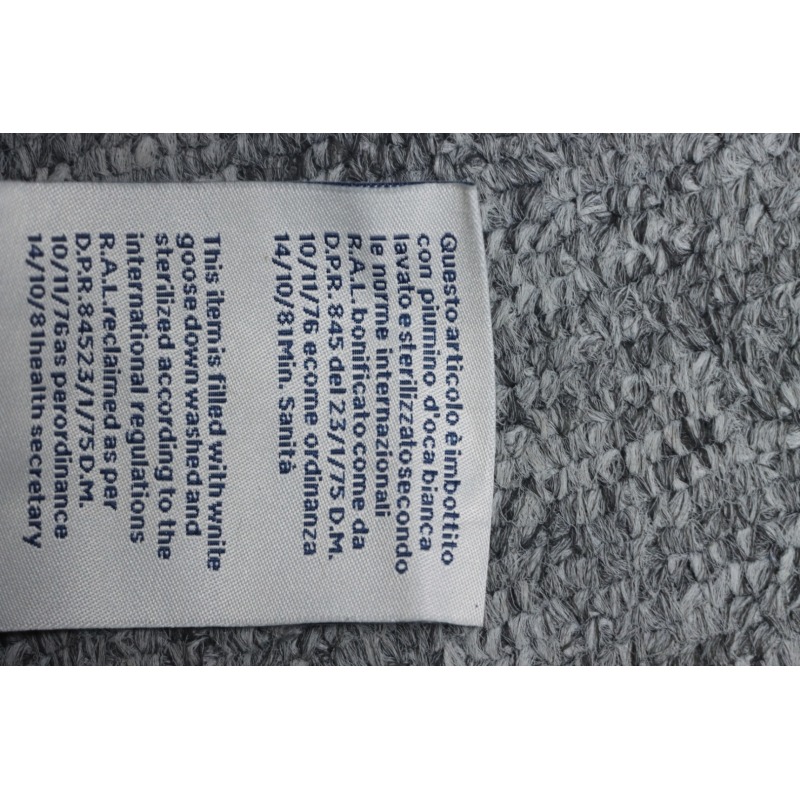 Questo articolo è imbottito
con piumino d'oca bianca
lavato e sterilizzato secondo
le norme internazionali
R.A.L. bonificato come da
D.P.R. 845 del 23/1/75 D.M.
10/11/76 ecome ordinanza
14/10/81 Min. Sanità
This item is filled with wnite
goose down washed and
sterilized according to the
international regulations
R.A.L. reclaimed as per
D.P.R. 845 23/1/75 D.M.
10/11/76 as per ordinance
14/10/81 health secretary